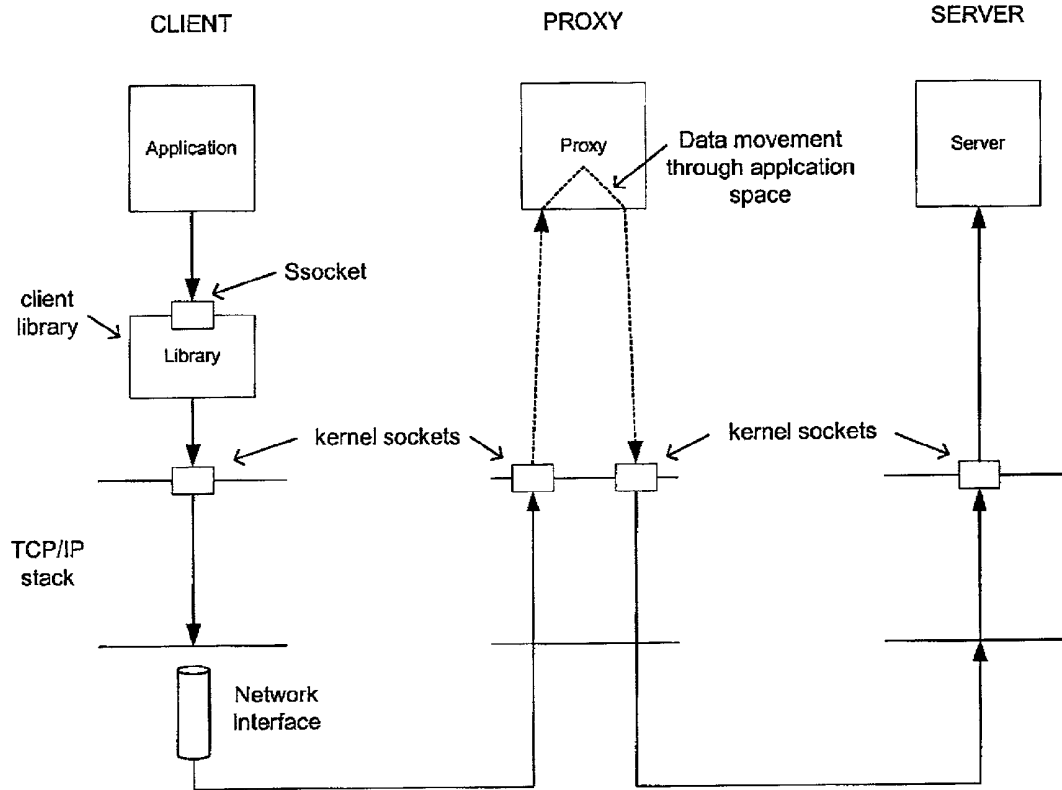 CLIENT
PROXY
SERVER
Application
Proxy
Data movement
through applcation
space
Server
Ssocket
client
library
Library
kernel sockets
kernel sockets
TCP/IP
stack
Network
Interface